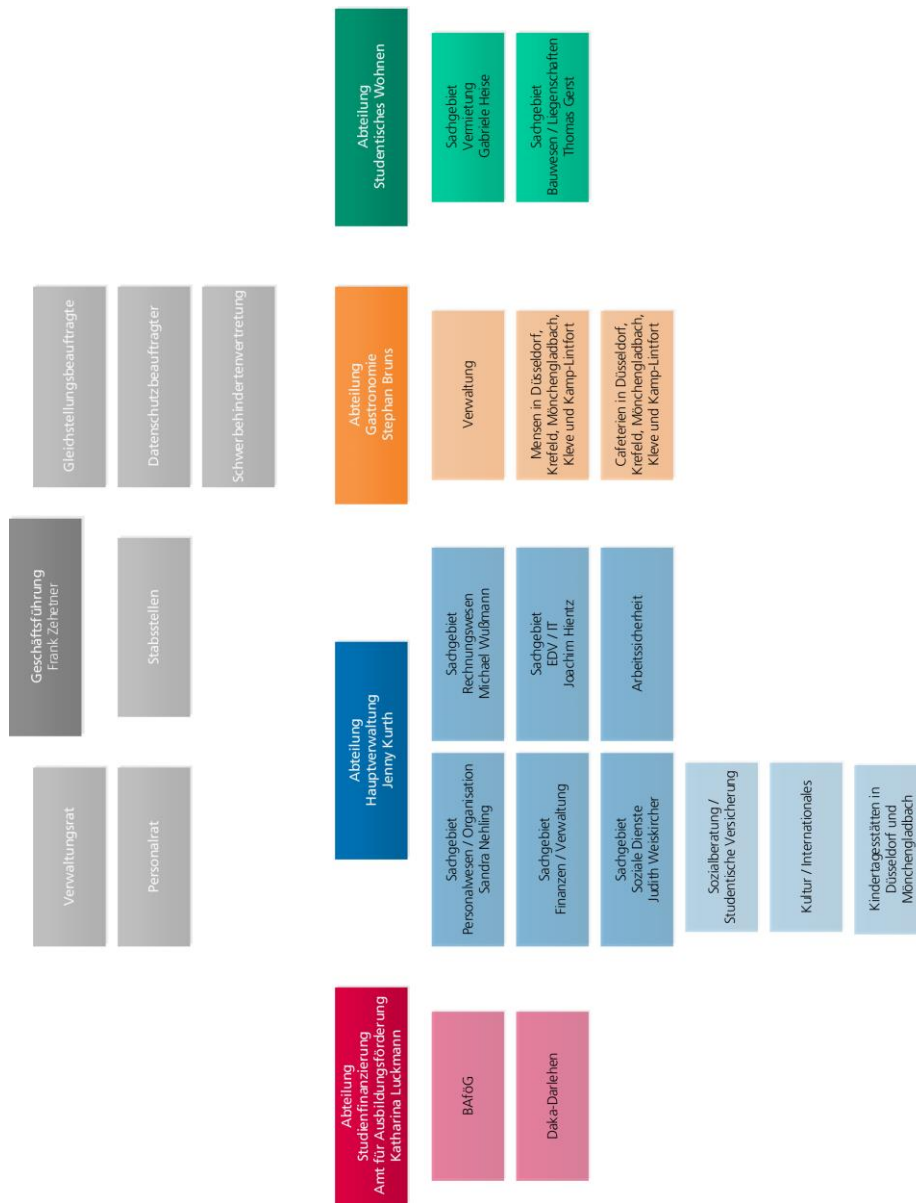 Geschäftsführung
Frank Zehetner
Verwaltungsrat
Personalrat
Stabsstellen
Gleichstellungsbeauftragte
Datenschutzbeauftragter
Schwerbehindertenvertretung
Abteilung
Studienfinanzierung
Amt für Ausbildungsförderung
Katharina Luckmann
BAföG
Daka-Darlehen
Abteilung
Hauptverwaltung
Jenny Kurth
Sachgebiet
Personalwesen / Organisation
Sandra Nehling
Sachgebiet
Finanzen / Verwaltung
Sachgebiet
Soziale Dienste
Judith Weiskircher
Sozialberatung /
Studentische Versicherung
Kultur / Internationales
Kindertagesstätten in
Düsseldorf und
Mönchengladbach
Sachgebiet
Rechnungswesen
Michael Wußmann
Sachgebiet
EDV / IT
Joachim Hientz
Arbeitssicherheit
Abteilung
Gastronomie
Stephan Bruns
Verwaltung
Mensen in Düsseldorf,
Krefeld, Mönchengladbach,
Kleve und Kamp-Lintfort
Cafeterien in Düsseldorf,
Krefeld, Mönchengladbach,
Kleve und Kamp-Lintfort
Abteilung
Studentisches Wohnen
Sachgebiet
Vermietung
Gabriele Heise
Sachgebiet
Bauwesen / Liegenschaften
Thomas Gerst